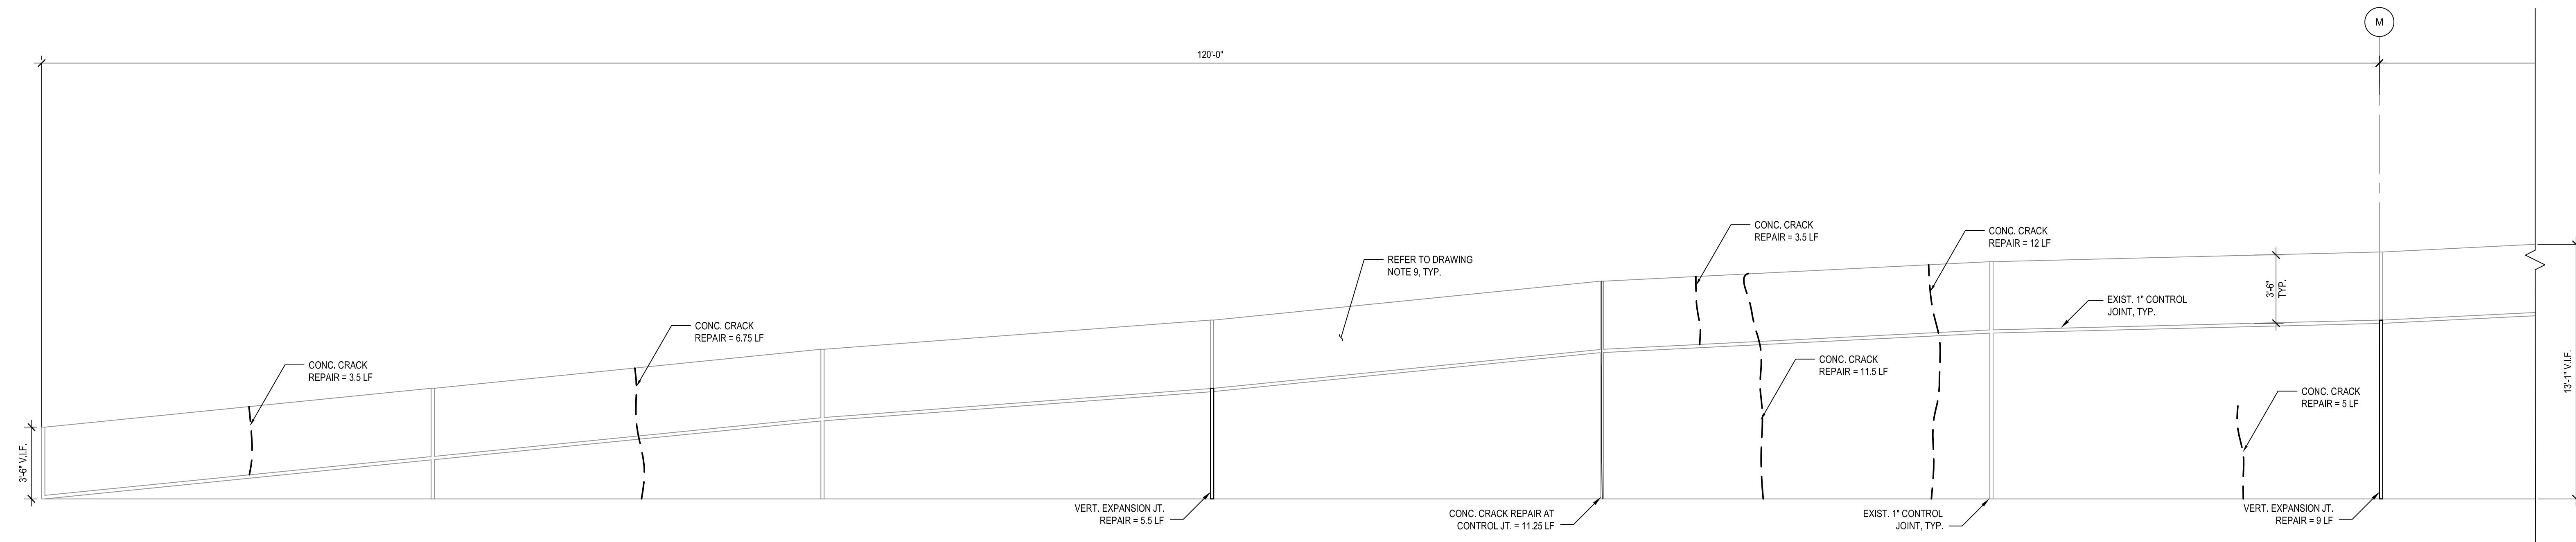 M
120'-0"
CONC. CRACK
REPAIR = 3.5 LF
CONC. CRACK
REPAIR = 12 LF
REFER TO DRAWING
NOTE 9, TYP.
3'-6"
TYP.
EXIST. 1" CONTROL
JOINT, TYP.
CONC. CRACK
REPAIR = 6.75 LF
CONC. CRACK
REPAIR = 3.5 LF
CONC. CRACK
REPAIR = 11.5 LF
13'-1" V.I.F.
CONC. CRACK
REPAIR = 5 LF
3'-6" V.I.F.
VERT. EXPANSION JT.
REPAIR = 5.5 LF
CONC. CRACK REPAIR AT
CONTROL JT. = 11.25 LF
EXIST. 1" CONTROL
JOINT, TYP.
VERT. EXPANSION JT.
REPAIR = 9 LF